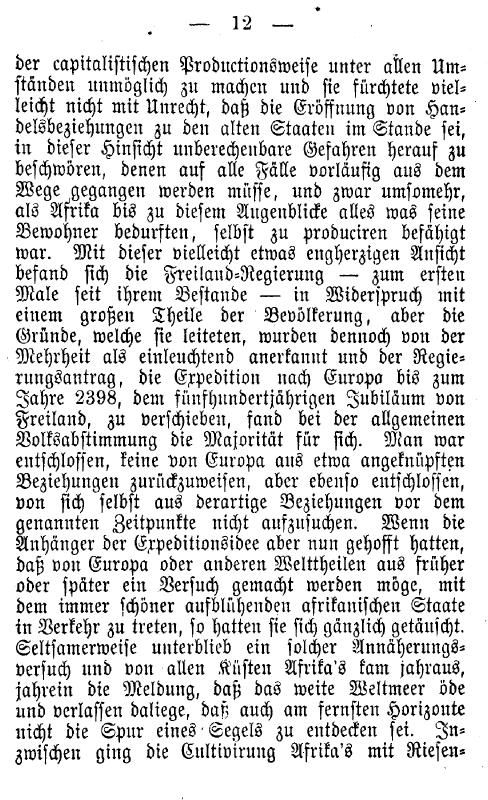 — 12 —
der capitalistischen Productionsweise unter allen Um-
ständen unmöglich zu machen und sie fürchtete viel-
leicht nicht mit Unrecht, daß die Eröffnung von Han-
delsbeziehungen zu den alten Staaten im Stande sei,
in dieser Hinsicht unberechenbare Gefahren herauf zu
beschwören, denen auf alle Fälle vorläufig aus dem
Wege gegangen werden müsse, und zwar umsomehr,
als Afrika bis zu diesem Augenblicke alles was seine
Bewohner bedurften, selbst zu produciren befähigt
war. Mit dieser vielleicht etwas engherzigen Ansicht
befand sich die Freiland-Regierung — zum ersten
Male seit ihrem Bestande — in Widerspruch mit
einem großen Theile der Bevölkerung, aber die
Gründe, welche sie leiteten, wurden dennoch von der
Mehrheit als einleuchtend anerkannt und der Regie-
rungsantrag, die Expedition nach Europa bis zum
Jahre 2398, dem fünfhundertjährigen Jubiläum von
Freiland, zu verschieben, fand bei der allgemeinen
Volksabstimmung die Majorität für sich. Man war
entschlossen, keine von Europa aus etwa angeknüpften
Beziehungen zurückzuweisen, aber ebenso entschlossen,
von sich selbst aus derartige Beziehungen vor dem
genannten Zeitpunkte nicht aufzusuchen. Wenn die
Anhänger der Expeditionsidee aber nun gehofft hatten,
daß von Europa oder anderen Welttheilen aus früher
oder später ein Versuch gemacht werden möge, mit
dem immer schöner aufblühenden afrikanischen Staate
in Verkehr zu treten, so hatten sie sich gänzlich getäuscht.
Seltsamerweise unterblieb ein solcher Annäherungs-
versuch und von allen Küsten Afrika's kam jahraus,
jahrein die Meldung, daß das weite Weltmeer öde
und verlassen daliege, daß auch am fernsten Horizonte
nicht die Spur eines Segels zu entdecken sei. In-
zwischen ging die Cultivirung Afrika's mit Riesen-